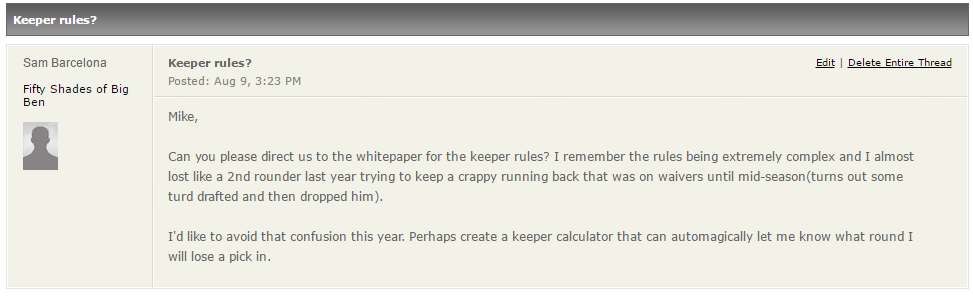 Keeper rules?
Sam Barcelona
Fifty Shades of Big
Ben
Keeper rules?
Edit | Delete Entire Thread
Posted: Aug 9, 3:23 PM
Mike,
Can you please direct us to the whitepaper for the keeper rules? I remember the rules being extremely complex and I almost
lost like a 2nd rounder last year trying to keep a crappy running back that was on waivers until mid-season(turns out some
turd drafted and then dropped him).
I'd like to avoid that confusion this year. Perhaps create a keeper calculator that can automagically let me know what round I
will lose a pick in.